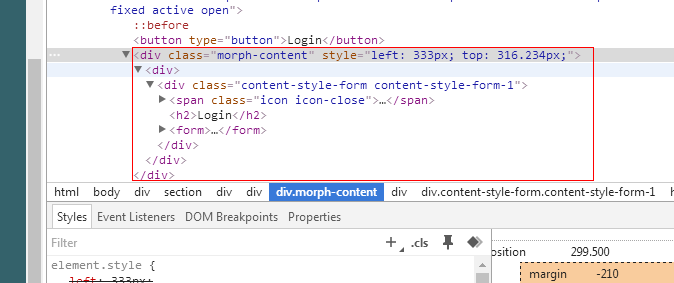 fixed active open">
::before
<button type="button">Login</button>
… ▼<div class="morph-content" style="left: 333px; top: 316.234px;">
▼<div>
▼<div class="content-style-form content-style-form-1">
▶<span class="icon icon-close">…</span>
<h2>Login</h2>
▶<form>…</form>
</div>
</div>
</div>
html body div section div div div.morph-content div div.content-style-form.content-style-form-1
Styles Event Listeners DOM Breakpoints Properties
Filter + .cls
osition 299.500
element.style {
margin -210
left: 333px;